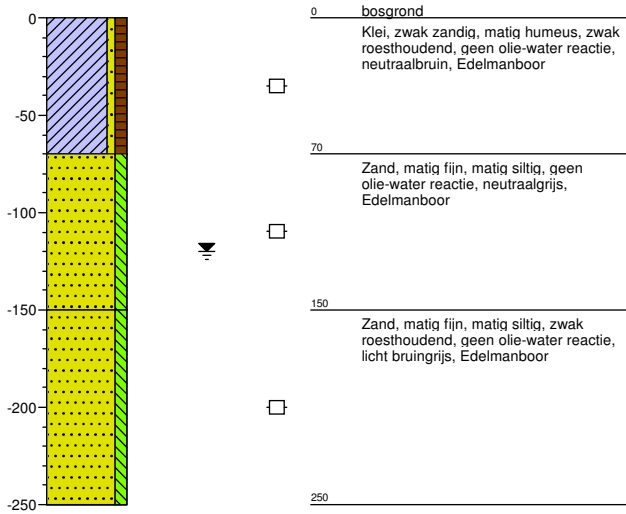 0
-50
-100
-150
-200
-250
0
bosgrond
Klei, zwak zandig, matig humeus, zwak
roesthoudend, geen olie-water reactie,
neutraalbruin, Edelmanboor
70
Zand, matig fijn, matig siltig, geen
olie-water reactie, neutraalgrijs,
Edelmanboor
150
Zand, matig fijn, matig siltig, zwak
roesthoudend, geen olie-water reactie,
licht bruingrijs, Edelmanboor
250